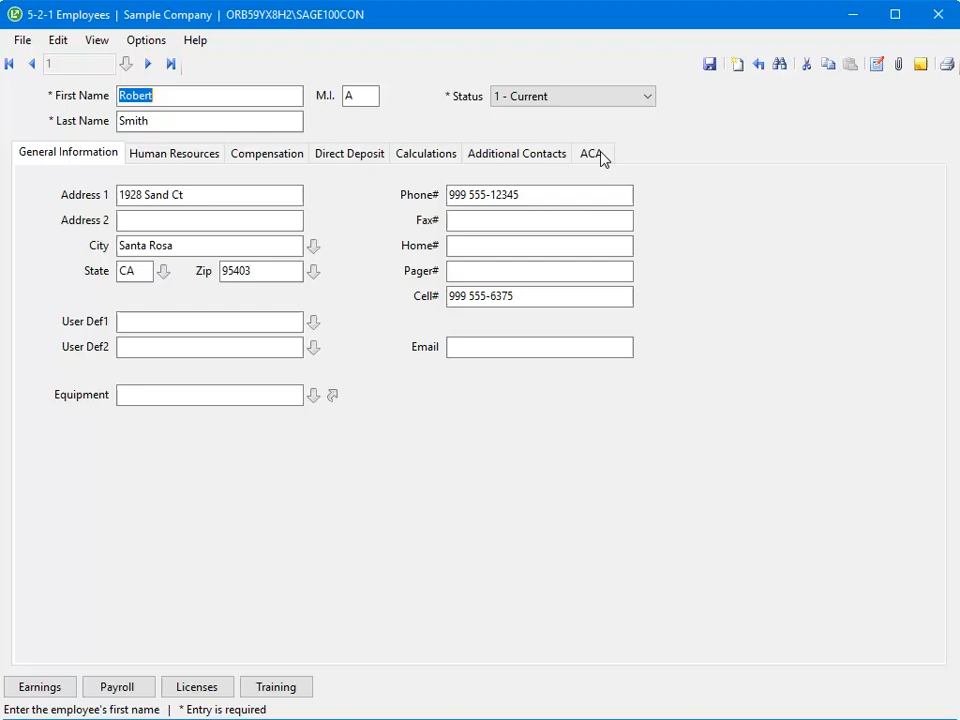 5-2-1 Employees | Sample Company | ORB59YX8H2\SAGE100CON
File Edit View Options Help
1
* First Name Robert M.I. A * Status 1 - Current
* Last Name Smith
General Information Human Resources Compensation Direct Deposit Calculations Additional Contacts ACA
Address 1 1928 Sand Ct Phone# 999 555-12345
Address 2 Fax#
City Santa Rosa Home#
State CA Zip 95403 Pager#
Cell# 999 555-6375
User Def1
User Def2 Email
Equipment
Earnings Payroll Licenses Training
Enter the employee's first name | * Entry is required